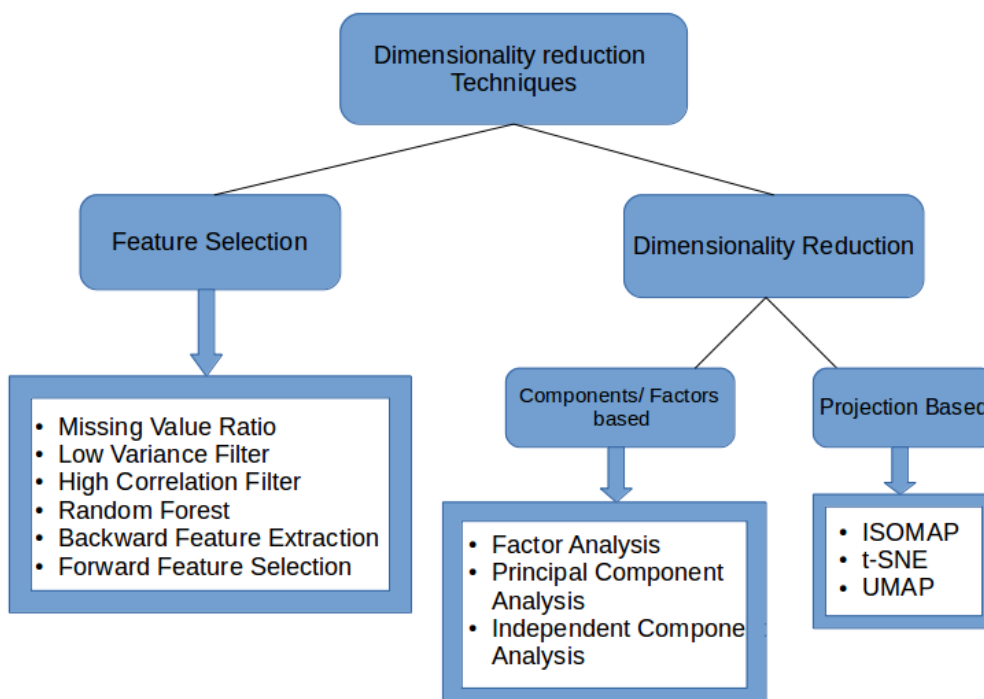 Dimensionality reduction
Techniques
Feature Selection
Dimensionality Reduction
Components/ Factors
based
Projection Based
• Missing Value Ratio
• Low Variance Filter
• High Correlation Filter
• Random Forest
• Backward Feature Extraction
• Forward Feature Selection
• Factor Analysis
• Principal Component
Analysis
• Independent Component
Analysis
• ISOMAP
• t-SNE
• UMAP